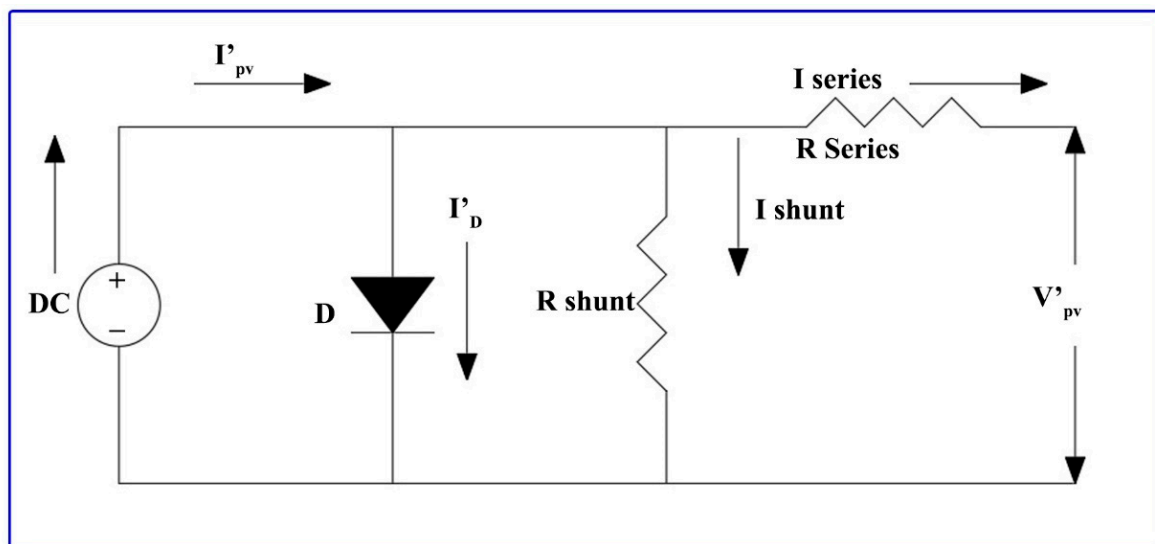 I’pv
I series
R Series
I’D
I shunt
+
DC
−
D
R shunt
V’pv